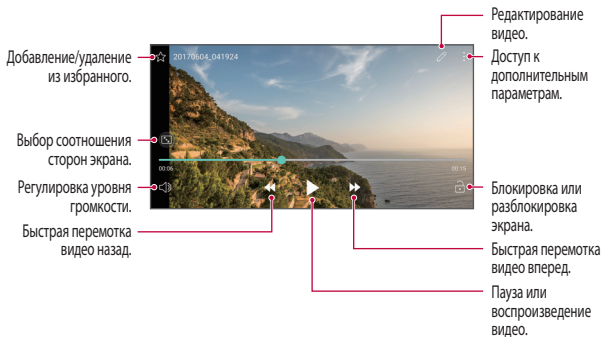 Редактирование
видео.
Доступ к
дополнительным
параметрам.
Добавление/удаление
из избранного.
20170604_041924
Выбор соотношения
сторон экрана.
00:06
00:15
Регулировка уровня
громкости.
Блокировка или
разблокировка
экрана.
Быстрая перемотка
видео назад.
Быстрая перемотка
видео вперед.
Пауза или
воспроизведение
видео.